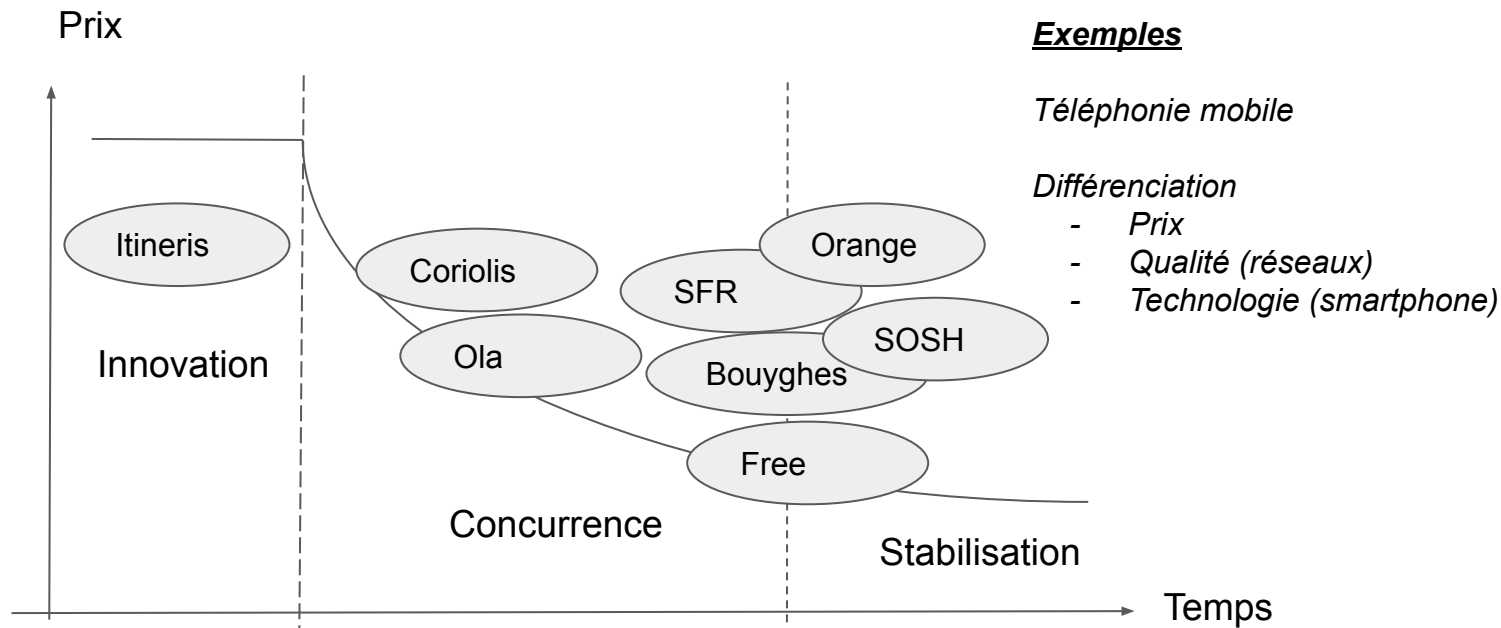 Prix
Exemples
Téléphonie mobile
Différenciation
- Prix
- Qualité (réseaux)
- Technologie (smartphone)
Itineris
Coriolis
Orange
SFR
Ola
SOSH
Innovation
Bouyghes
Free
Concurrence
Stabilisation
Temps